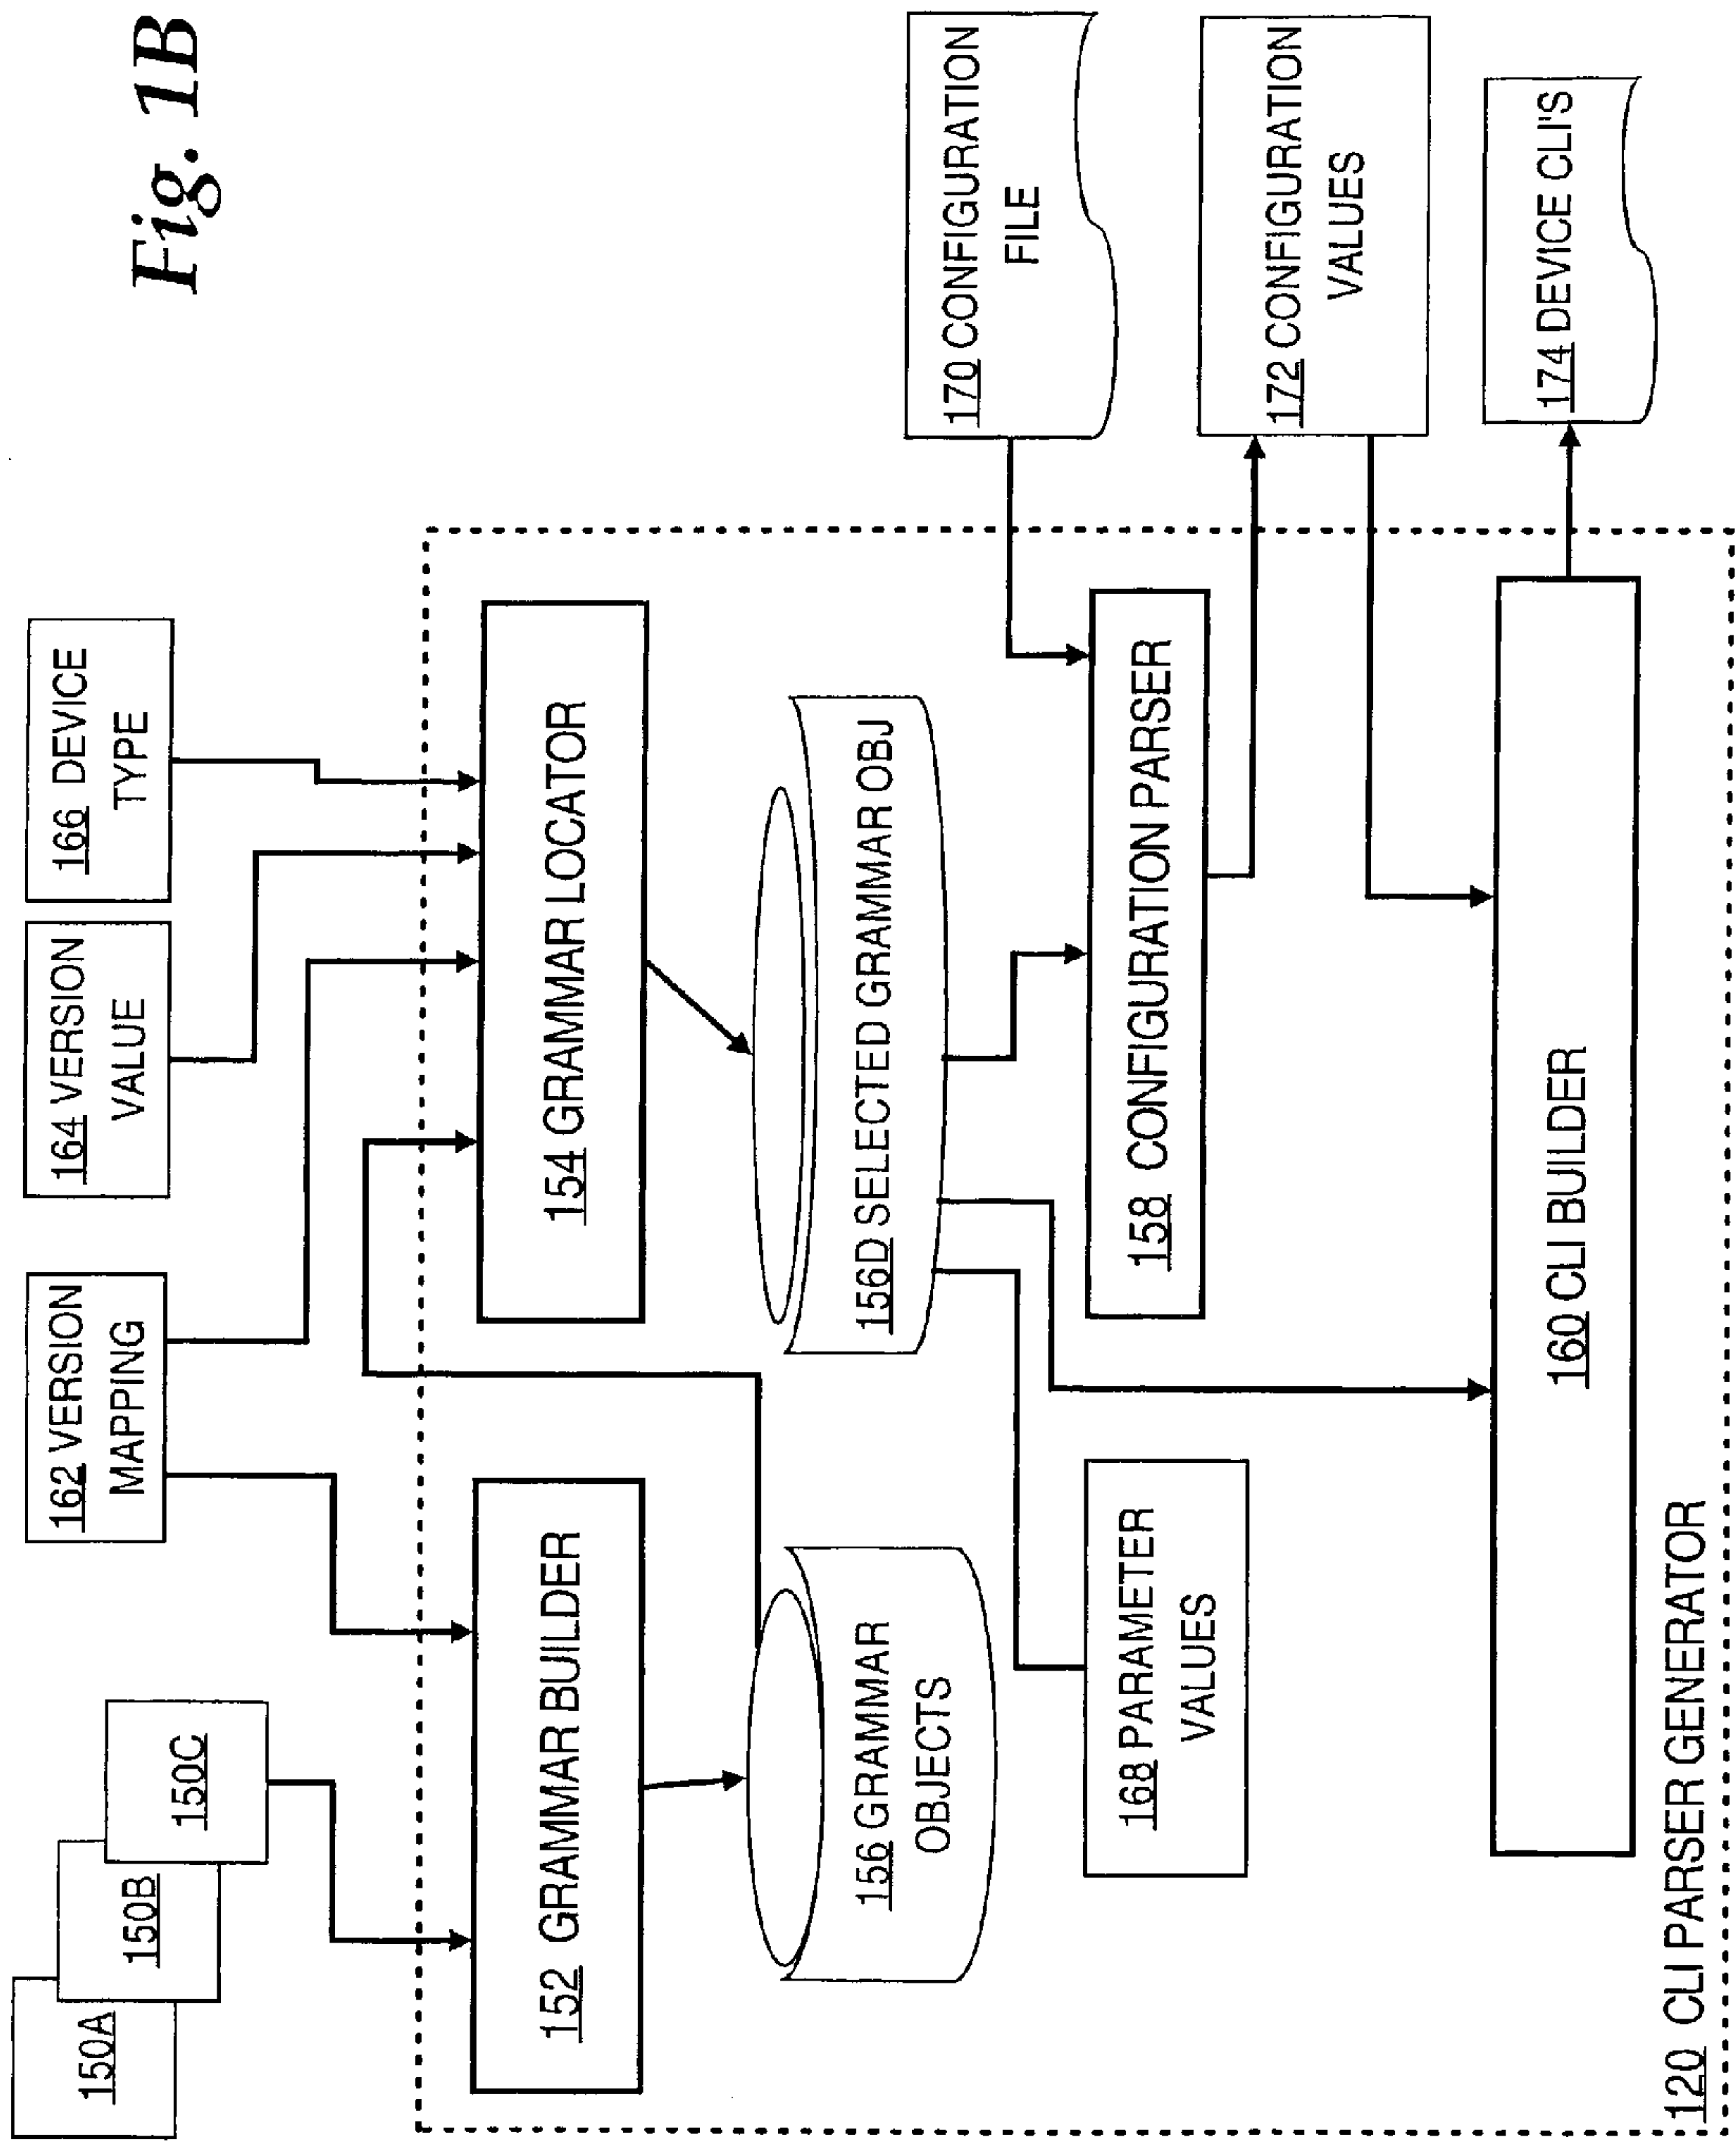 Fig. 1B
150A
150B
150C
162 VERSION
MAPPING
164 VERSION
VALUE
166 DEVICE
TYPE
152 GRAMMAR BUILDER
154 GRAMMAR LOCATOR
156 GRAMMAR
OBJECTS
156D SELECTED GRAMMAR OBJ
168 PARAMETER
VALUES
158 CONFIGURATION PARSER
160 CLI BUILDER
170 CONFIGURATION
FILE
172 CONFIGURATION
VALUES
174 DEVICE CLI'S
120 CLI PARSER GENERATOR